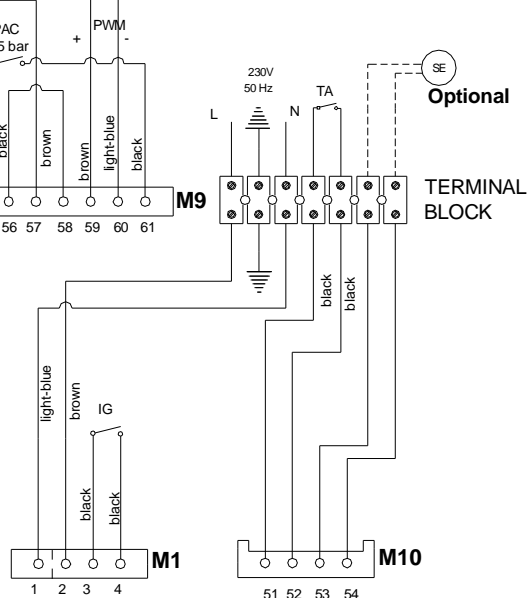 PAC
5 bar
+ PWM -
black
brown
brown
light-blue
black
M9
56 57 58 59 60 61
230V
50 Hz
L
N
TA
SE
Optional
TERMINAL
BLOCK
black
black
light-blue
brown
IG
black
black
M1
1 2 3 4
M10
51 52 53 54